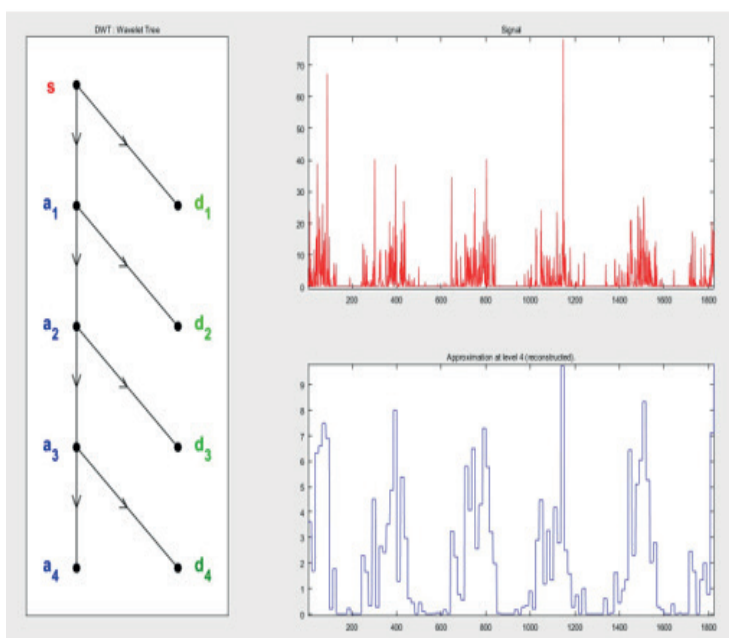 DWT : Wavelet Tree
s
a1
d1
a2
d2
a3
d3
a4
d4
Signal
70
60
50
40
30
20
10
0
200 400 600 800 1000 1200 1400 1600 1800
Approximation at level 4 (reconstructed).
9
8
7
6
5
4
3
2
1
0
200 400 600 800 1000 1200 1400 1600 1800